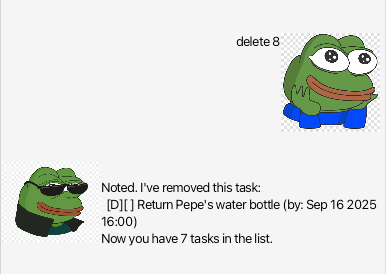 delete 8
Noted. I've removed this task:
[D][ ] Return Pepe's water bottle (by: Sep 16 2025
16:00)
Now you have 7 tasks in the list.